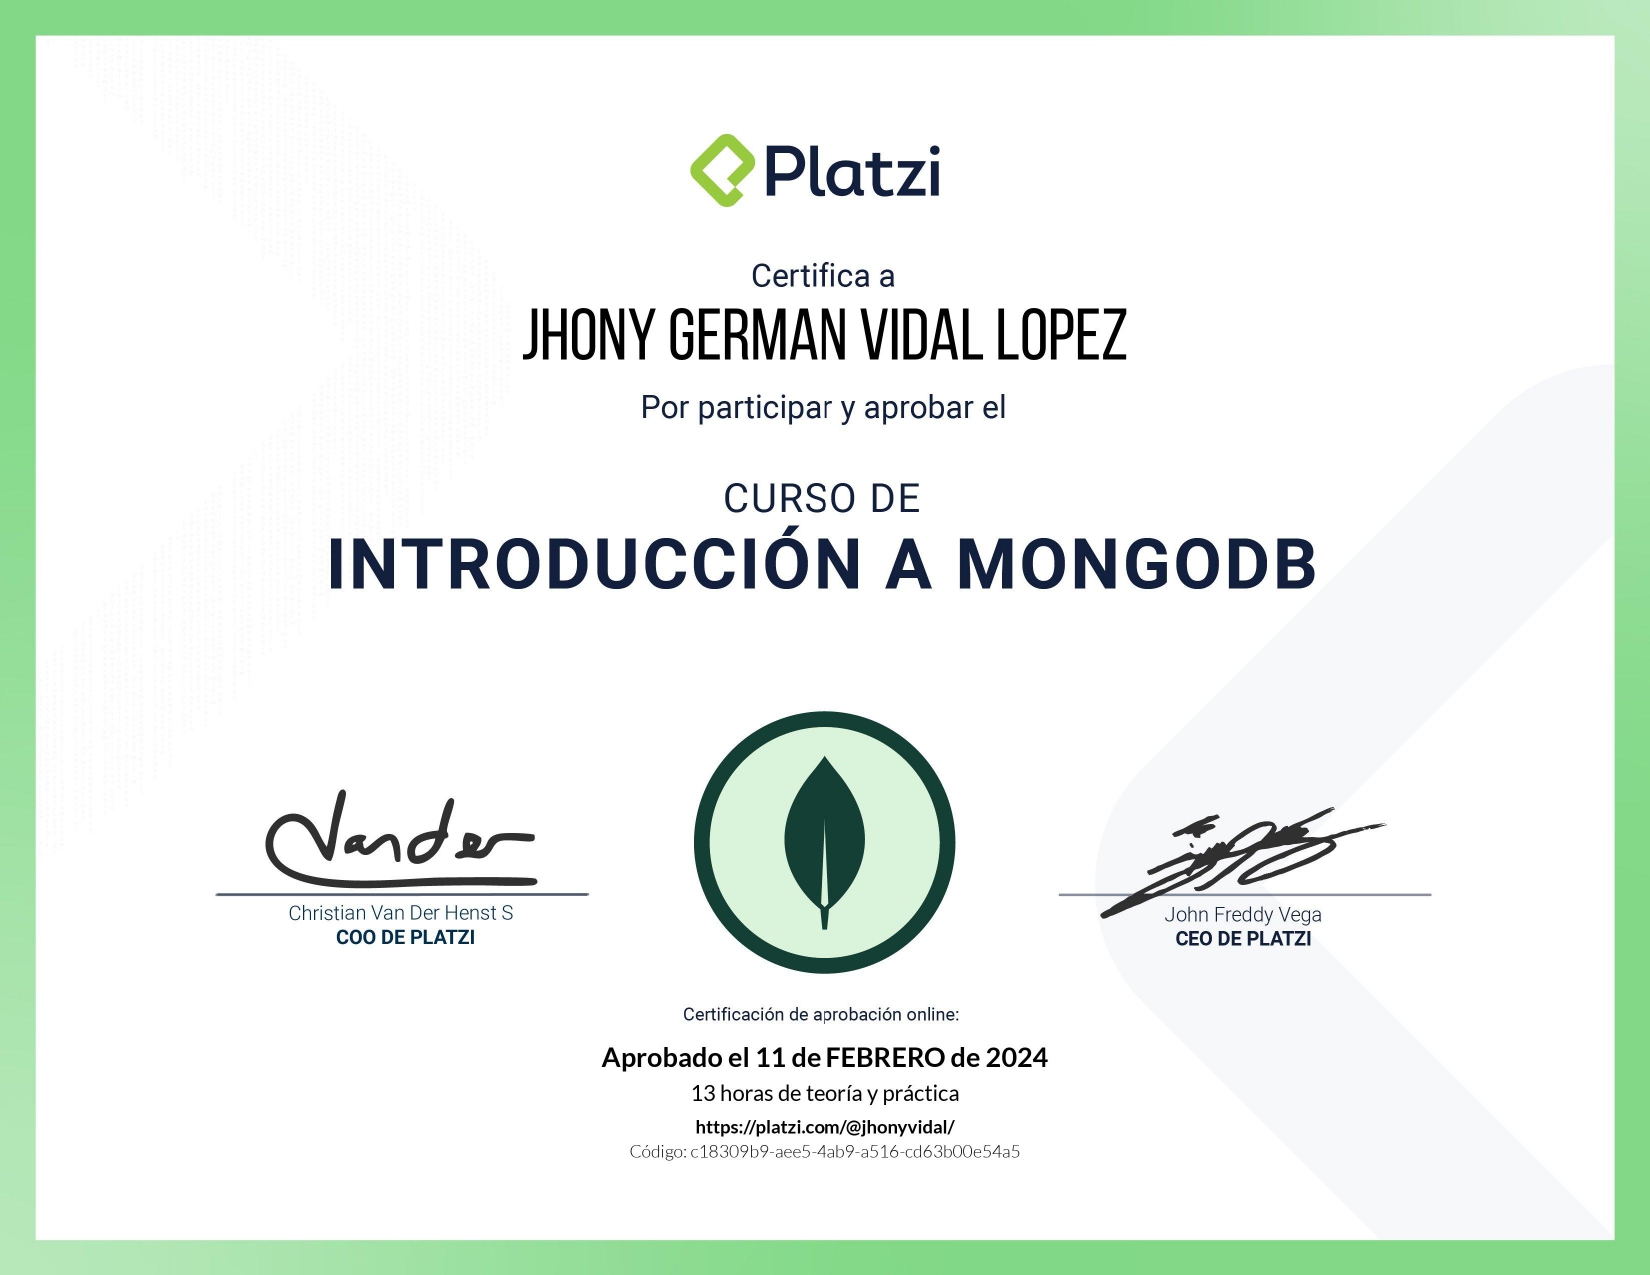 Platzi
Certifica a
JHONY GERMAN VIDAL LOPEZ
Por participar y aprobar el
CURSO DE
INTRODUCCIÓN A MONGODB
Vander
Christian Van Der Henst S
COO DE PLATZI
John Freddy Vega
CEO DE PLATZI
Certificación de aprobación online:
Aprobado el 11 de FEBRERO de 2024
13 horas de teoría y práctica
https://platzi.com/@jhonyvidal/
Código: c18309b9-aee5-4ab9-a516-cd63b00e54a5